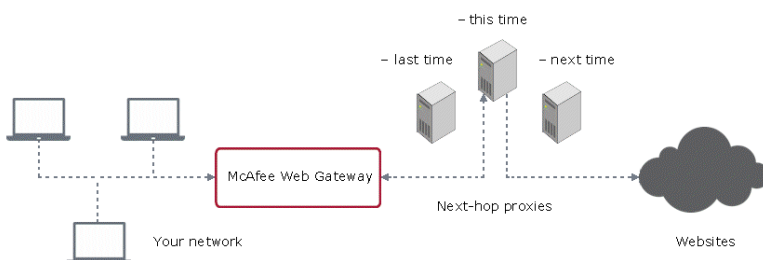 – this time
– last time
– next time
McAfee Web Gateway
Next-hop proxies
Your network
Websites